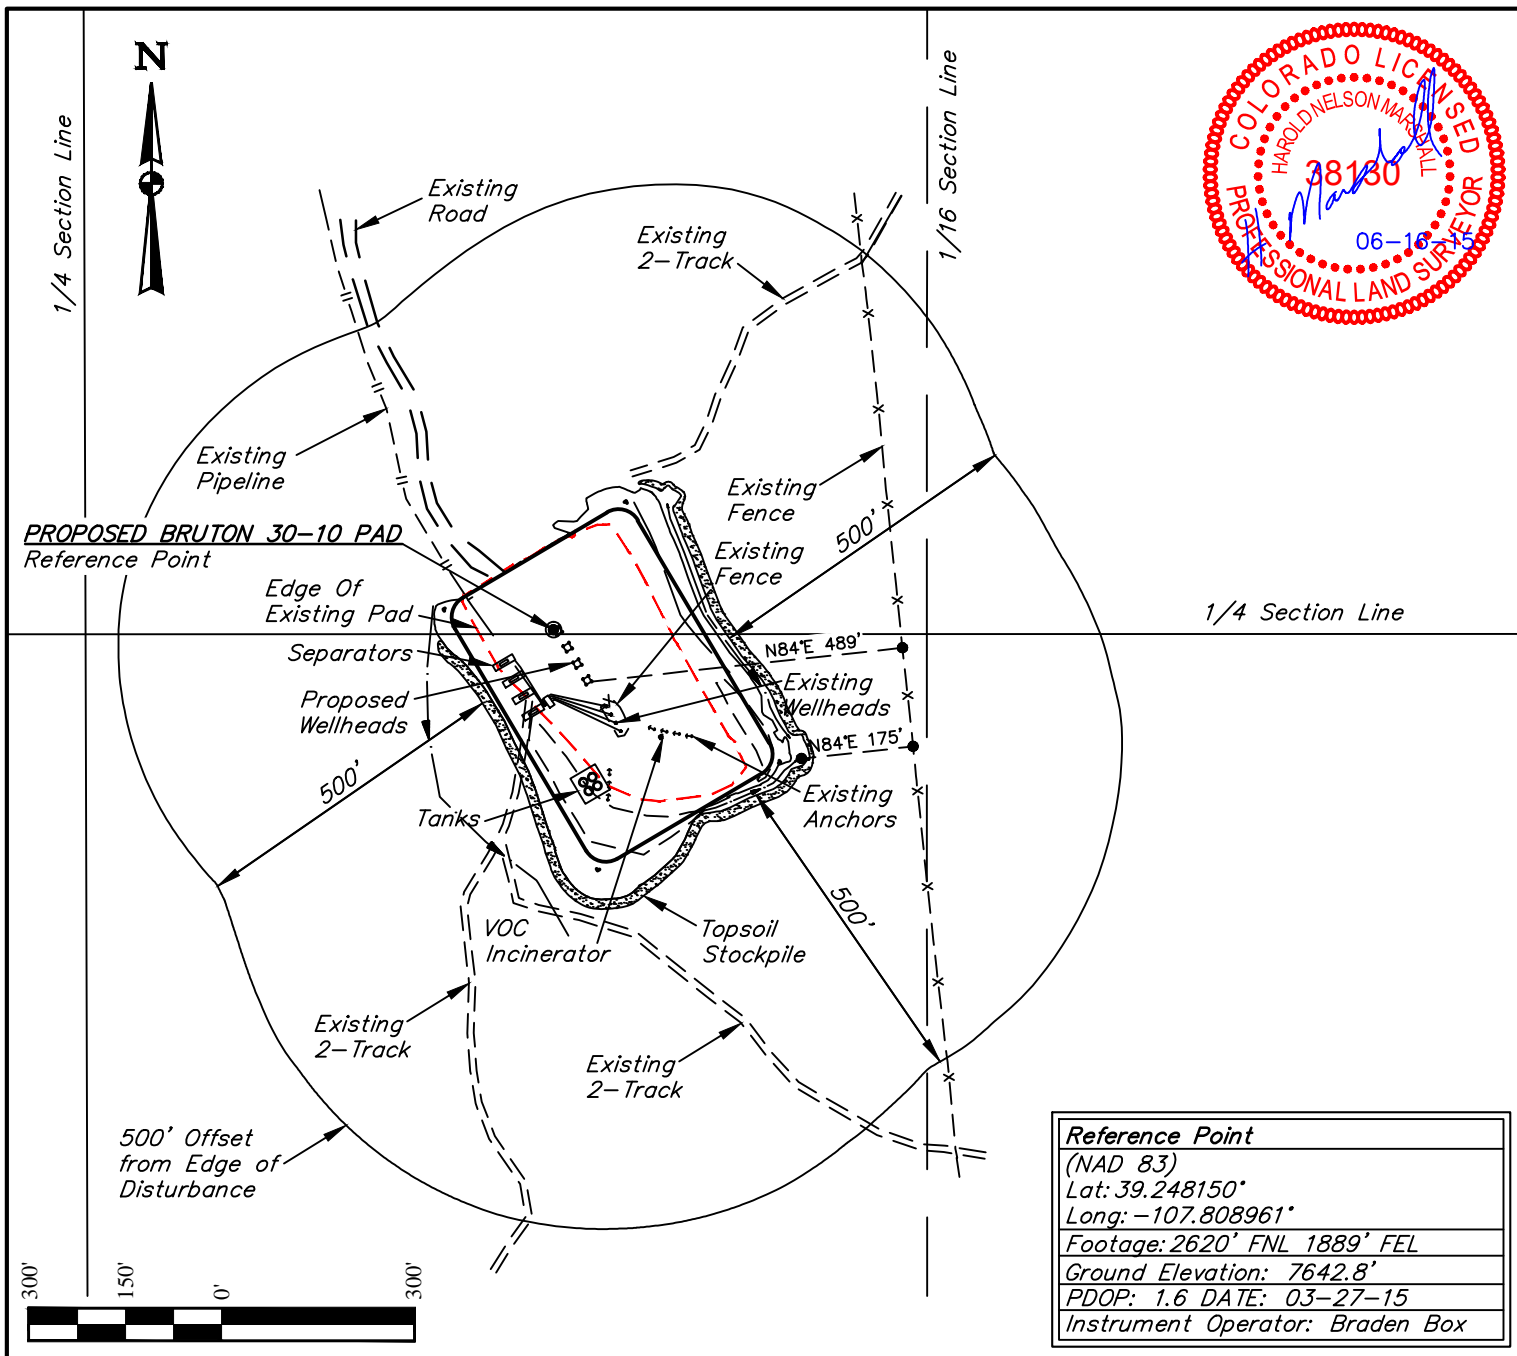 N
1/4 Section Line
1/16 Section Line
COLORADO LICENSED
PROFESSIONAL LAND SURVEYOR
HAROLD NELSON MARSHALL
38130
06-16-15
Existing
Road
Existing
2-Track
Existing
Pipeline
Existing
Fence
500'
PROPOSED BRUTON 30-10 PAD
Reference Point
Existing
Fence
Edge Of
Existing Pad
1/4 Section Line
Separators
N84°E 489'
Proposed
Wellheads
Existing
Wellheads
N84°E 175'
500'
Tanks
Existing
Anchors
500'
VOC
Incinerator
Topsoil
Stockpile
Existing
2-Track
Existing
2-Track
500' Offset
from Edge of
Disturbance
300'
150'
0'
300'
Reference Point
(NAD 83)
Lat: 39.248150°
Long: -107.808961°
Footage: 2620' FNL 1889' FEL
Ground Elevation: 7642.8'
PDOP: 1.6 DATE: 03-27-15
Instrument Operator: Braden Box